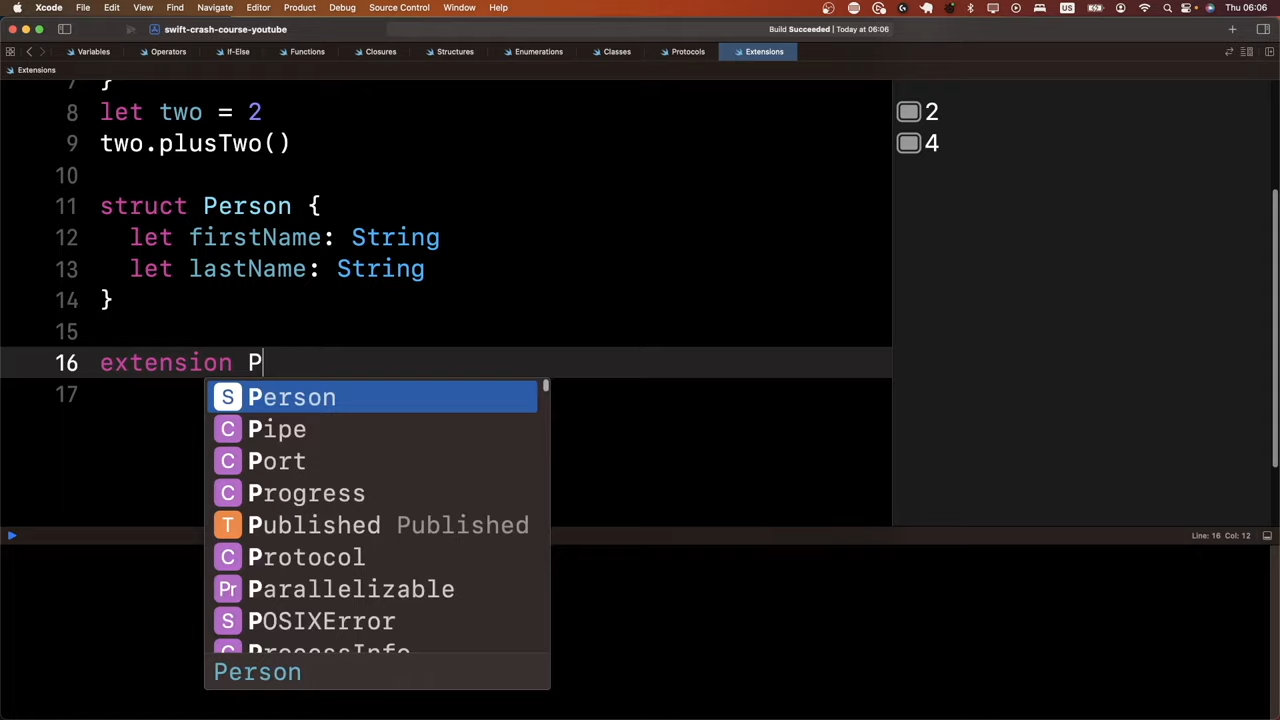 Xcode File Edit View Find Navigate Editor Product Debug Source Control Window Help US Thu 06:06
swift-crash-course-youtube Build Succeeded | Today at 06:06
Variables Operators If-Else Functions Closures Structures Enumerations Classes Protocols Extensions
Extensions
7 }
8 let two = 2 2
9 two.plusTwo() 4
10
11 struct Person {
12 let firstName: String
13 let lastName: String
14 }
15
16 extension P
17
S Person
C Pipe
C Port
C Progress
T Published Published
C Protocol
Pr Parallelizable
S POSIXError
C ProcessInfo
Person
Line: 16 Col: 12